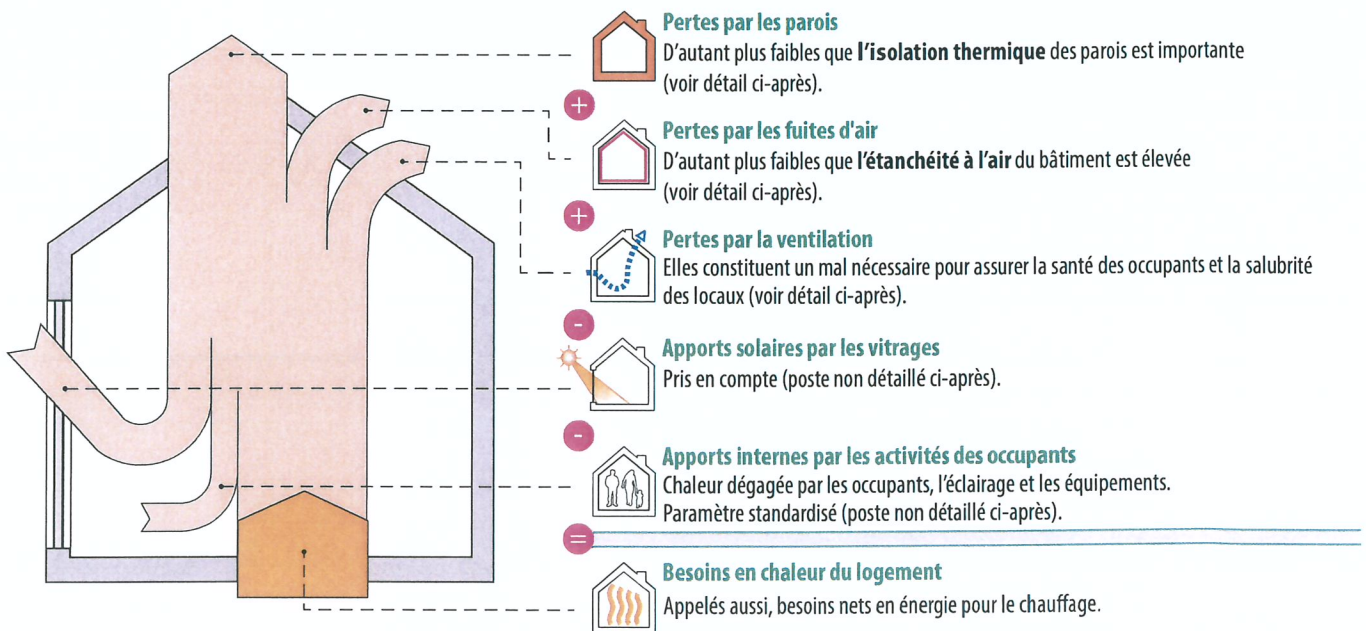 Pertes par les parois
D'autant plus faibles que l'isolation thermique des parois est importante
(voir détail ci-après).
+
Pertes par les fuites d'air
D'autant plus faibles que l'étanchéité à l'air du bâtiment est élevée
(voir détail ci-après).
+
Pertes par la ventilation
Elles constituent un mal nécessaire pour assurer la santé des occupants et la salubrité
des locaux (voir détail ci-après).
-
Apports solaires par les vitrages
Pris en compte (poste non détaillé ci-après).
-
Apports internes par les activités des occupants
Chaleur dégagée par les occupants, l'éclairage et les équipements.
Paramètre standardisé (poste non détaillé ci-après).
=
Besoins en chaleur du logement
Appelés aussi, besoins nets en énergie pour le chauffage.